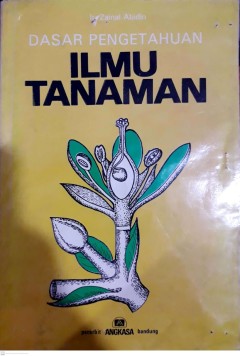 DASAR PENGETAHUAN
ILMU
TANAMAN
penerbit ANGKASA bandung